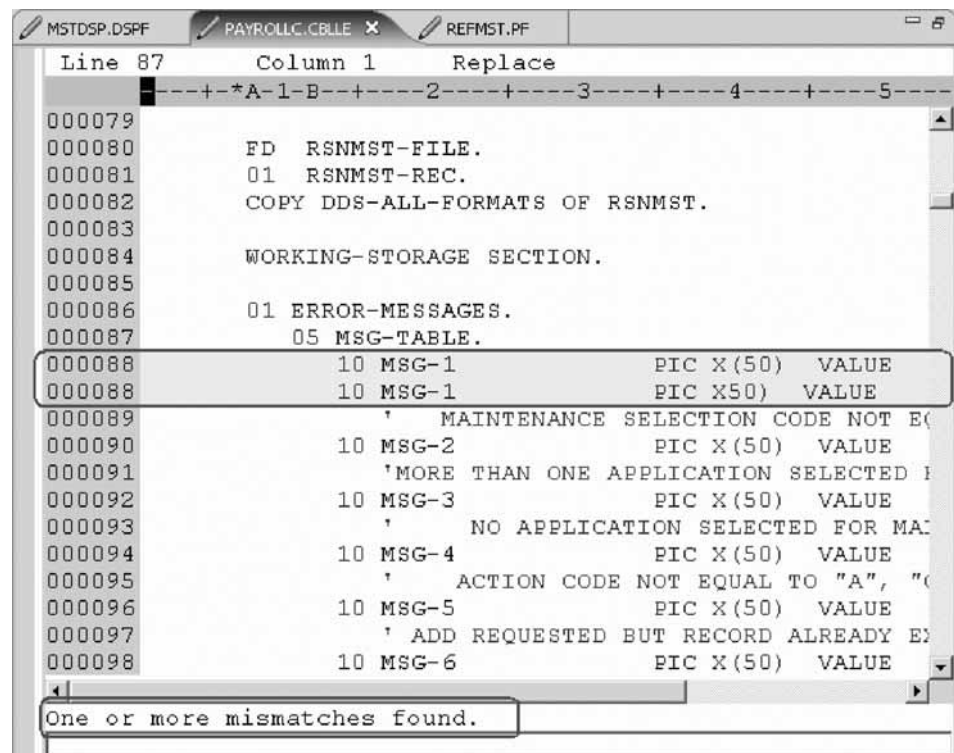 MSTDSP.DSPF PAYROLLC.CBLLE REFMST.PF
Line 87 Column 1 Replace
----+-*A-1-B--+----2----+----3----+----4----+----5----
000079
000080 FD RSNMST-FILE.
000081 01 RSNMST-REC.
000082 COPY DDS-ALL-FORMATS OF RSNMST.
000083
000084 WORKING-STORAGE SECTION.
000085
000086 01 ERROR-MESSAGES.
000087 05 MSG-TABLE.
000088 10 MSG-1 PIC X(50) VALUE
000088 10 MSG-1 PIC X50) VALUE
000089 ' MAINTENANCE SELECTION CODE NOT
000090 10 MSG-2 PIC X(50) VALUE
000091 'MORE THAN ONE APPLICATION SELECTED
000092 10 MSG-3 PIC X(50) VALUE
000093 ' NO APPLICATION SELECTED FOR
000094 10 MSG-4 PIC X(50) VALUE
000095 ' ACTION CODE NOT EQUAL TO "A",
000096 10 MSG-5 PIC X(50) VALUE
000097 ' ADD REQUESTED BUT RECORD ALREADY
000098 10 MSG-6 PIC X(50) VALUE
One or more mismatches found.